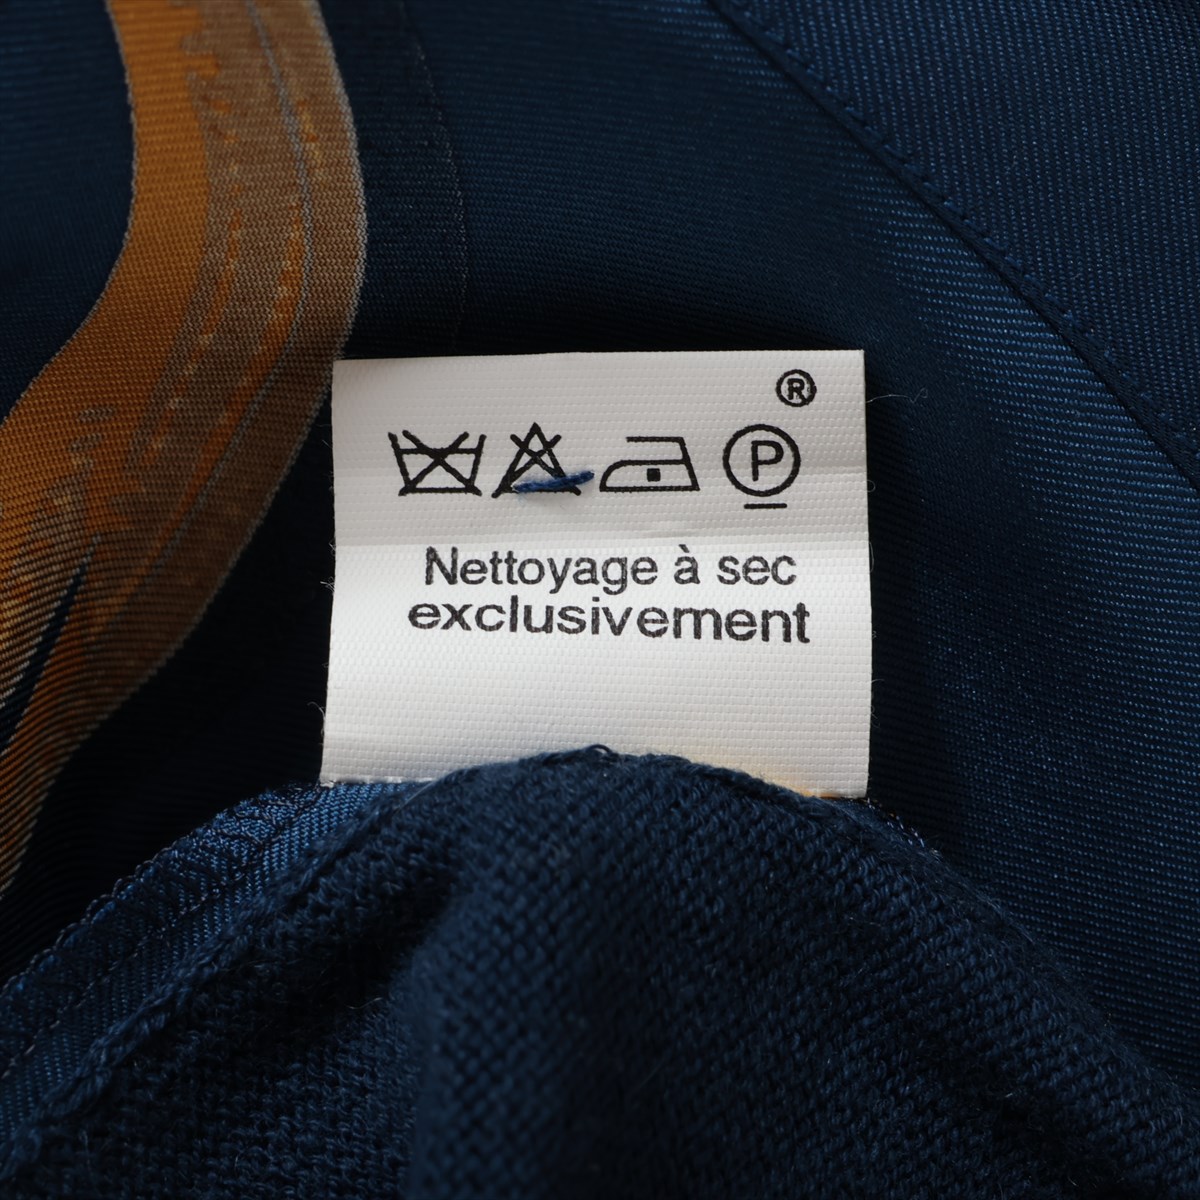 ®
P
Nettoyage à sec
exclusivement